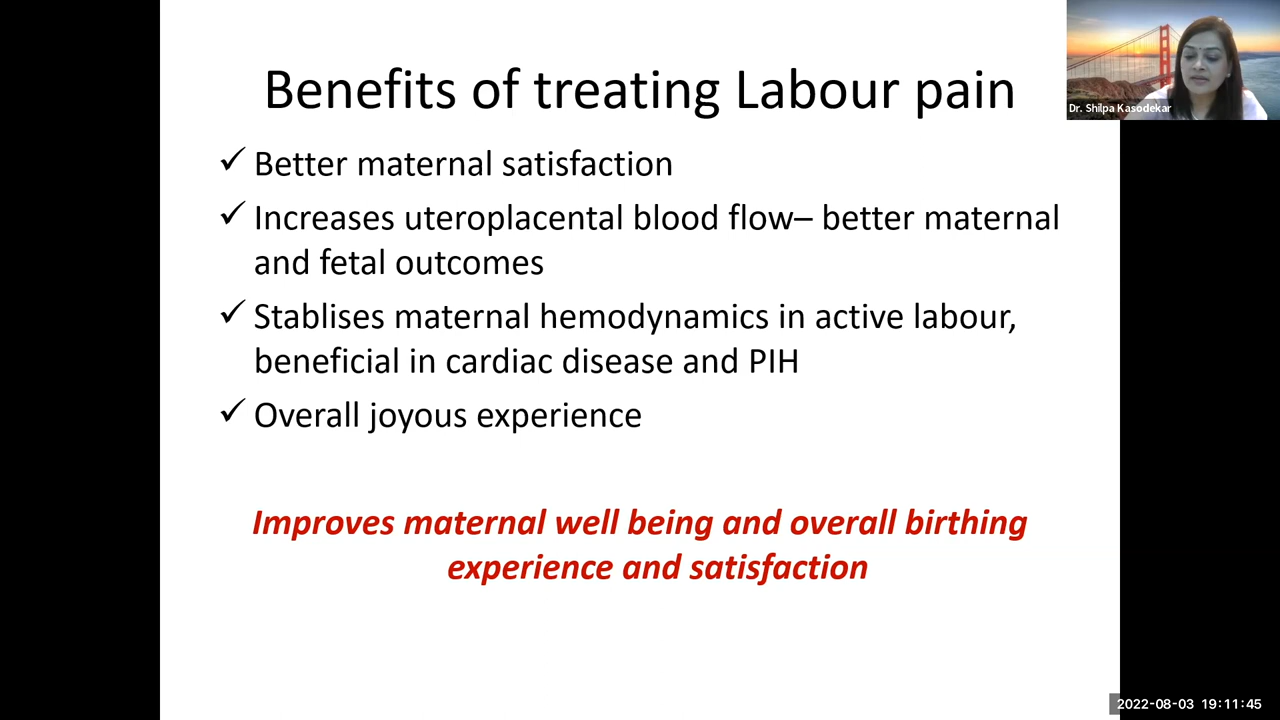 Benefits of treating Labour pain
Dr. Shilpa Kasodekar
✓ Better maternal satisfaction
✓ Increases uteroplacental blood flow– better maternal
and fetal outcomes
✓ Stablises maternal hemodynamics in active labour,
beneficial in cardiac disease and PIH
✓ Overall joyous experience
Improves maternal well being and overall birthing
experience and satisfaction
2022-08-03 19:11:45